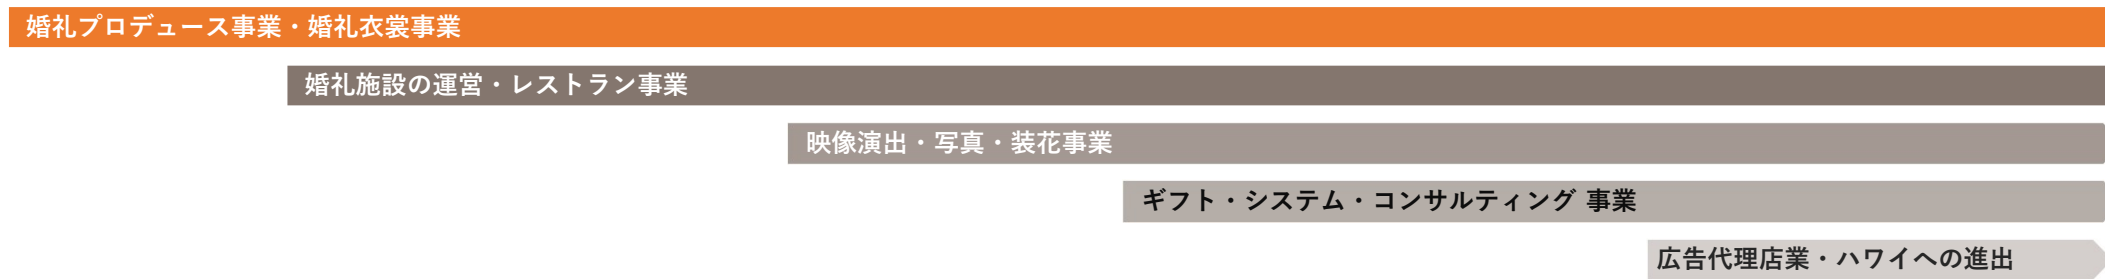 婚礼プロデュース事業・婚礼衣裳事業
婚礼施設の運営・レストラン事業
映像演出・写真・装花事業
ギフト・システム・コンサルティング 事業
広告代理店業・ハワイへの進出